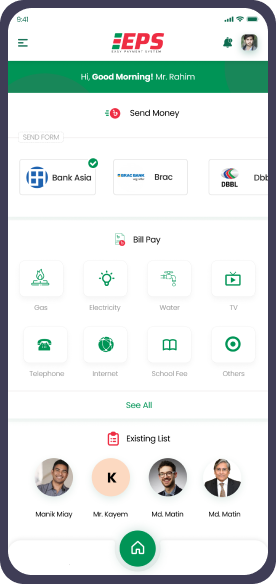 9:41
EPS
EASY PAYMENT SYSTEM
Hi, Good Morning! Mr. Rahim
Send Money
SEND FORM
Bank Asia
BRAC BANK
Brac
DBBL
Dbb
Bill Pay
Gas
Electricity
Water
TV
Telephone
Internet
School Fee
Others
See All
Existing List
K
Manik Miay
Mr. Kayem
Md. Matin
Md. Matin